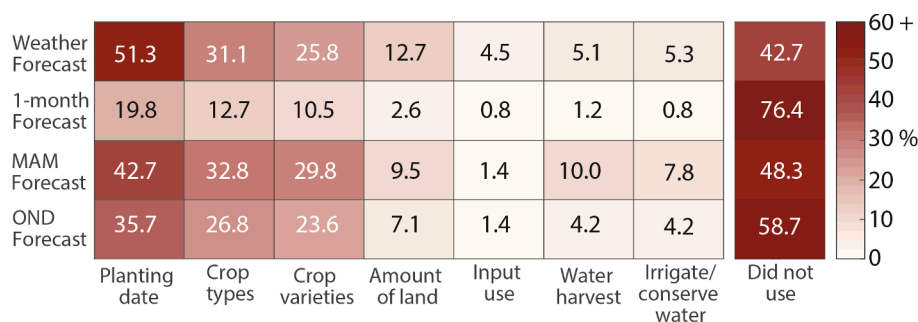 Weather
Forecast
51.3 31.1 25.8 12.7 4.5 5.1 5.3 42.7
1-month
Forecast
19.8 12.7 10.5 2.6 0.8 1.2 0.8 76.4
MAM
Forecast
42.7 32.8 29.8 9.5 1.4 10.0 7.8 48.3
OND
Forecast
35.7 26.8 23.6 7.1 1.4 4.2 4.2 58.7
Planting
date
Crop
types
Crop
varieties
Amount
of land
Input
use
Water
harvest
Irrigate/
conserve
water
Did not
use
60 +
50
40
30 %
20
10
0